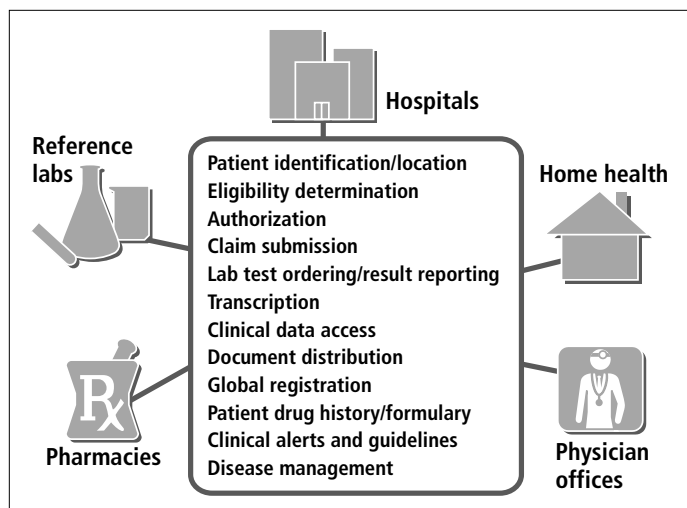 Hospitals
Reference
labs
Patient identification/location
Eligibility determination
Authorization
Claim submission
Lab test ordering/result reporting
Transcription
Clinical data access
Document distribution
Global registration
Patient drug history/formulary
Clinical alerts and guidelines
Disease management
Home health
Rx
Pharmacies
Physician
offices